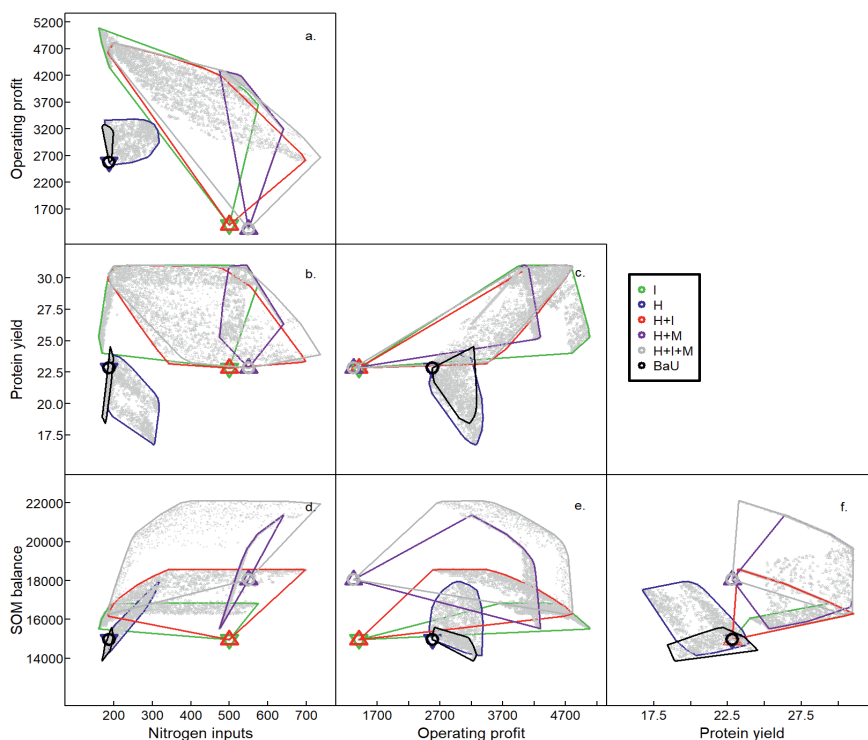 5200
4700
4200
3700
3200
2700
2200
1700
Operating profit
a.
30.0
27.5
25.0
22.5
20.0
17.5
Protein yield
b.
c.
I
H
H+I
H+M
H+I+M
BaU
22000
20000
18000
16000
14000
SOM balance
d.
e.
f.
200 300 400 500 600 700
1700 2700 3700 4700
17.5 22.5 27.5
Nitrogen inputs
Operating profit
Protein yield